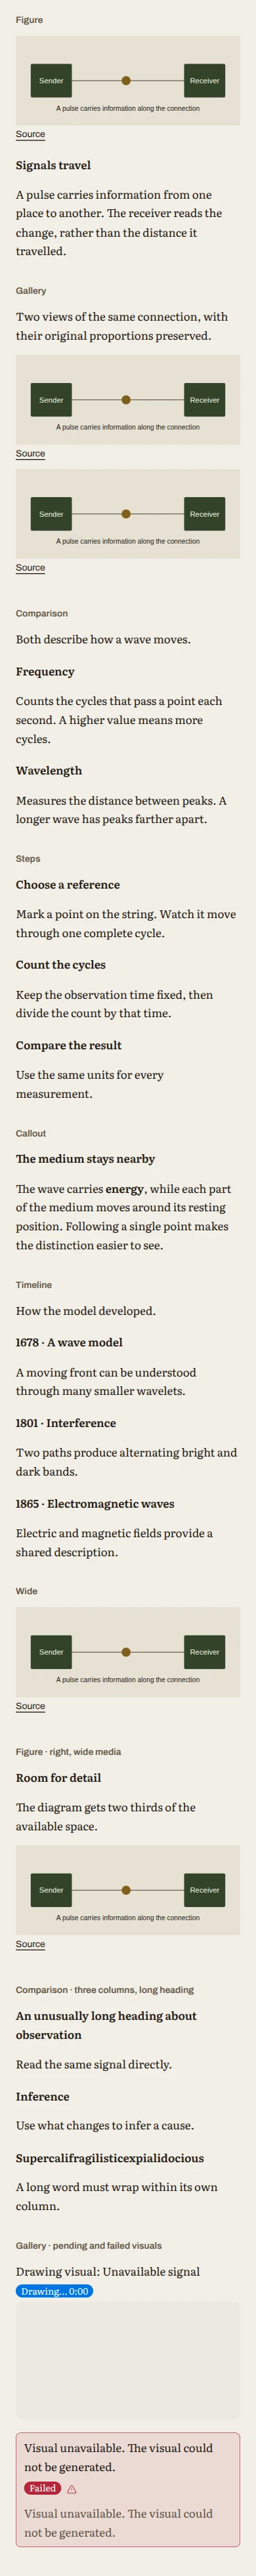 Figure
Sender
Receiver
A pulse carries information along the connection
Source
Signals travel
A pulse carries information from one
place to another. The receiver reads the
change, rather than the distance it
travelled.
Gallery
Two views of the same connection, with
their original proportions preserved.
Sender
Receiver
A pulse carries information along the connection
Source
Sender
Receiver
A pulse carries information along the connection
Source
Comparison
Both describe how a wave moves.
Frequency
Counts the cycles that pass a point each
second. A higher value means more
cycles.
Wavelength
Measures the distance between peaks. A
longer wave has peaks farther apart.
Steps
Choose a reference
Mark a point on the string. Watch it move
through one complete cycle.
Count the cycles
Keep the observation time fixed, then
divide the count by that time.
Compare the result
Use the same units for every
measurement.
Callout
The medium stays nearby
The wave carries energy, while each part
of the medium moves around its resting
position. Following a single point makes
the distinction easier to see.
Timeline
How the model developed.
1678 · A wave model
A moving front can be understood
through many smaller wavelets.
1801 · Interference
Two paths produce alternating bright and
dark bands.
1865 · Electromagnetic waves
Electric and magnetic fields provide a
shared description.
Wide
Sender
Receiver
A pulse carries information along the connection
Source
Figure · right, wide media
Room for detail
The diagram gets two thirds of the
available space.
Sender
Receiver
A pulse carries information along the connection
Source
Comparison · three columns, long heading
An unusually long heading about
observation
Read the same signal directly.
Inference
Use what changes to infer a cause.
Supercalifragilisticexpialidocious
A long word must wrap within its own
column.
Gallery · pending and failed visuals
Drawing visual: Unavailable signal
Drawing... 0:00
Visual unavailable. The visual could
not be generated.
Failed
Visual unavailable. The visual could
not be generated.